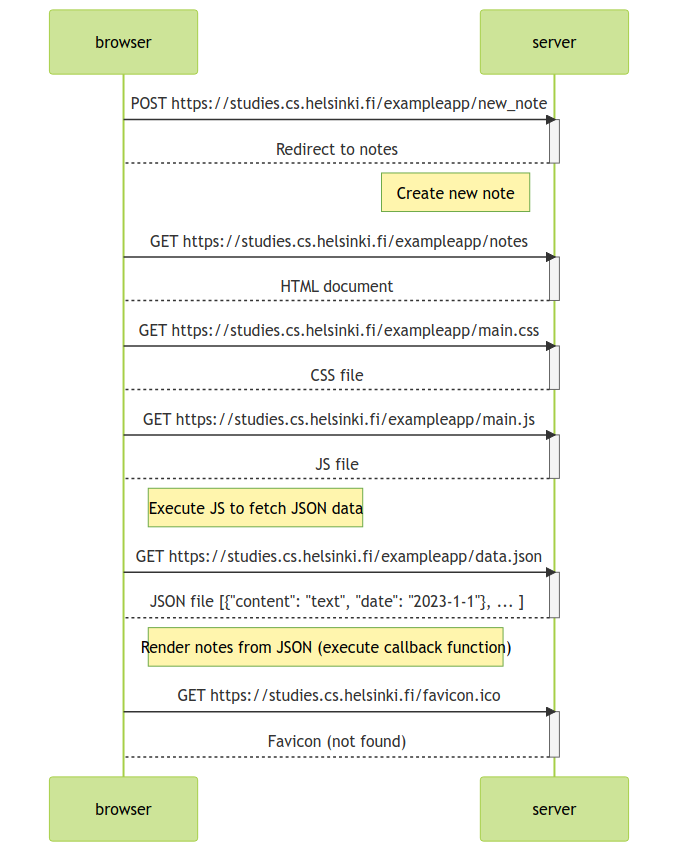 browser
server
POST https://studies.cs.helsinki.fi/exampleapp/new_note
Redirect to notes
Create new note
GET https://studies.cs.helsinki.fi/exampleapp/notes
HTML document
GET https://studies.cs.helsinki.fi/exampleapp/main.css
CSS file
GET https://studies.cs.helsinki.fi/exampleapp/main.js
JS file
Execute JS to fetch JSON data
GET https://studies.cs.helsinki.fi/exampleapp/data.json
JSON file [{"content": "text", "date": "2023-1-1"}, ... ]
Render notes from JSON (execute callback function)
GET https://studies.cs.helsinki.fi/favicon.ico
Favicon (not found)
browser
server